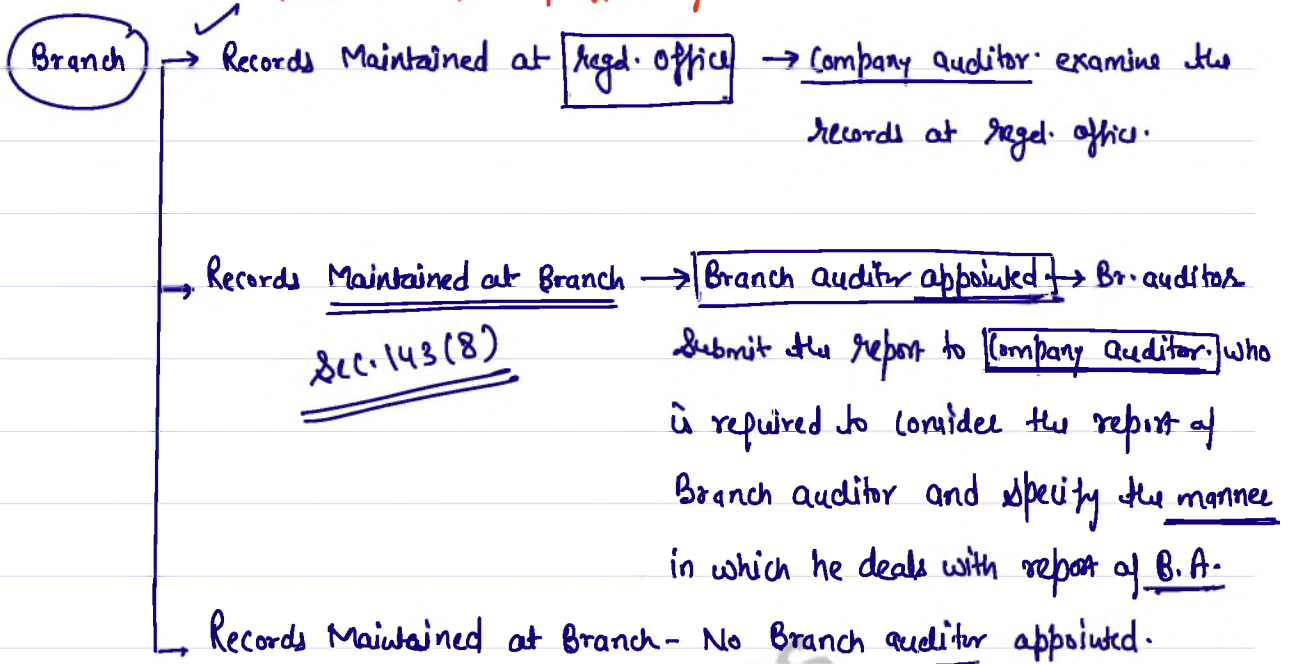 Branch → Records Maintained at regd. office → Company auditor examine the
records at regd. office.
→ Records Maintained at Branch → Branch auditor appointed → Br. auditor
Sec. 143(8)
Submit the report to Company Auditor. who
is required to consider the report of
Branch auditor and specify the manner
in which he deals with report of B.A.
→ Records Maintained at Branch - No Branch auditor appointed.